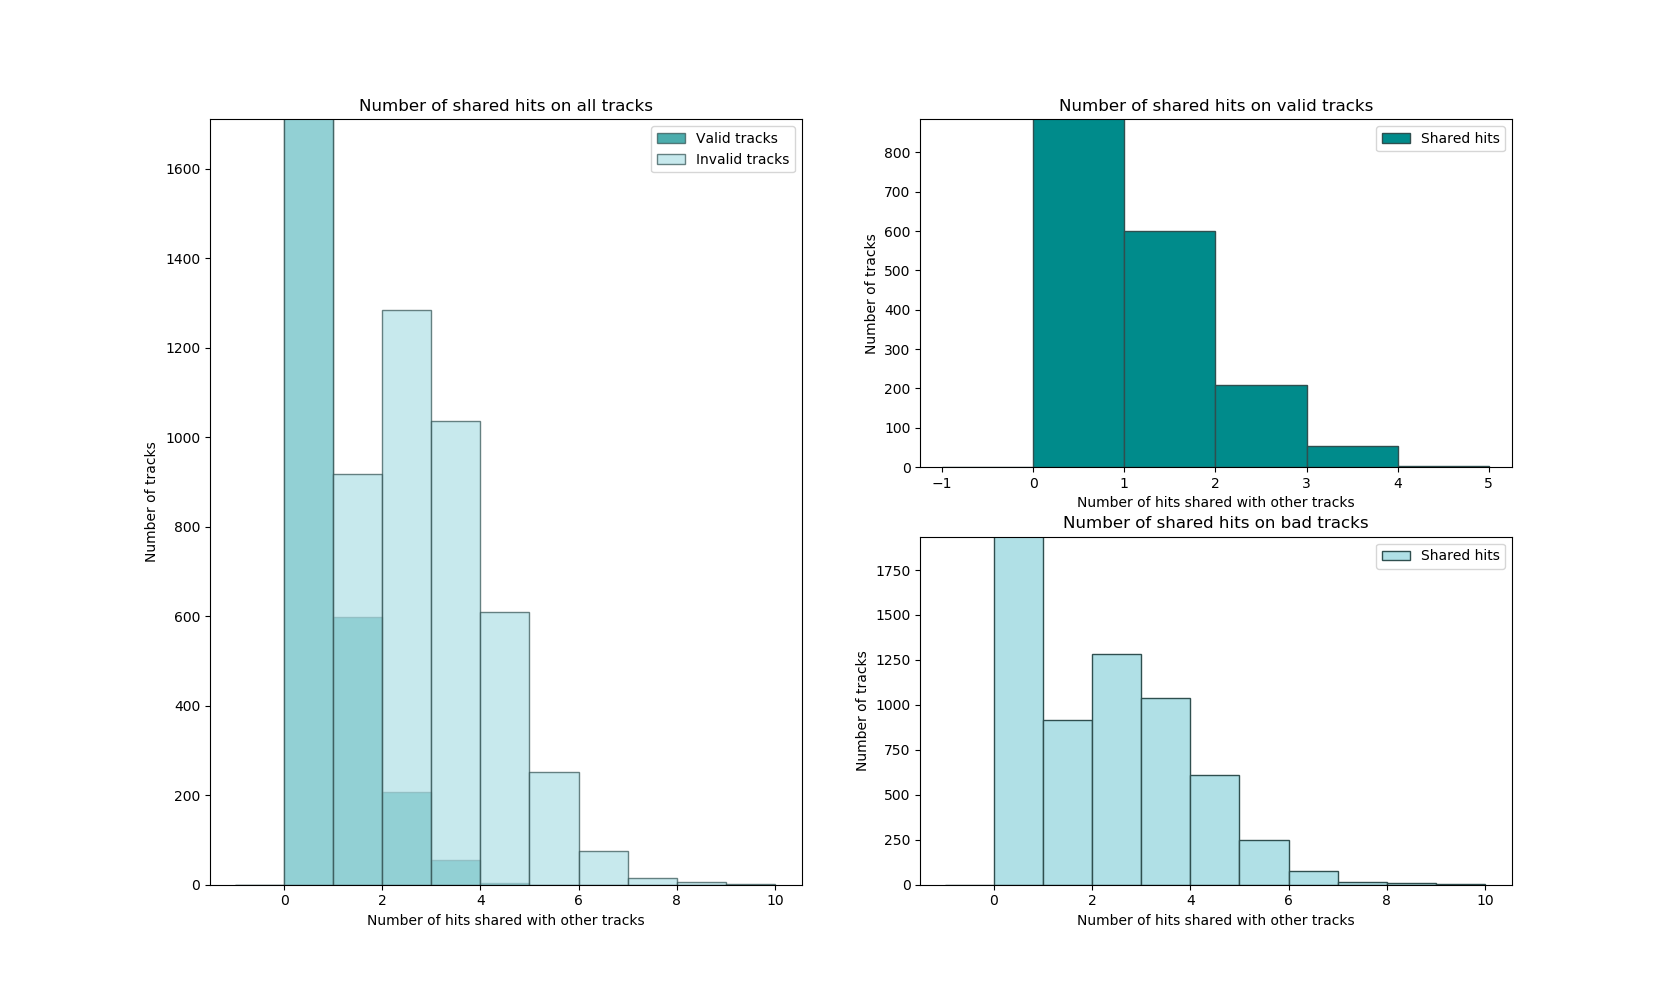 Number of shared hits on all tracks
Valid tracks
Invalid tracks
1600
1400
1200
1000
800
600
400
200
0
Number of tracks
0 2 4 6 8 10
Number of hits shared with other tracks
Number of shared hits on valid tracks
Shared hits
800
700
600
500
400
300
200
100
0
Number of tracks
−1 0 1 2 3 4 5
Number of hits shared with other tracks
Number of shared hits on bad tracks
Shared hits
1750
1500
1250
1000
750
500
250
0
Number of tracks
0 2 4 6 8 10
Number of hits shared with other tracks